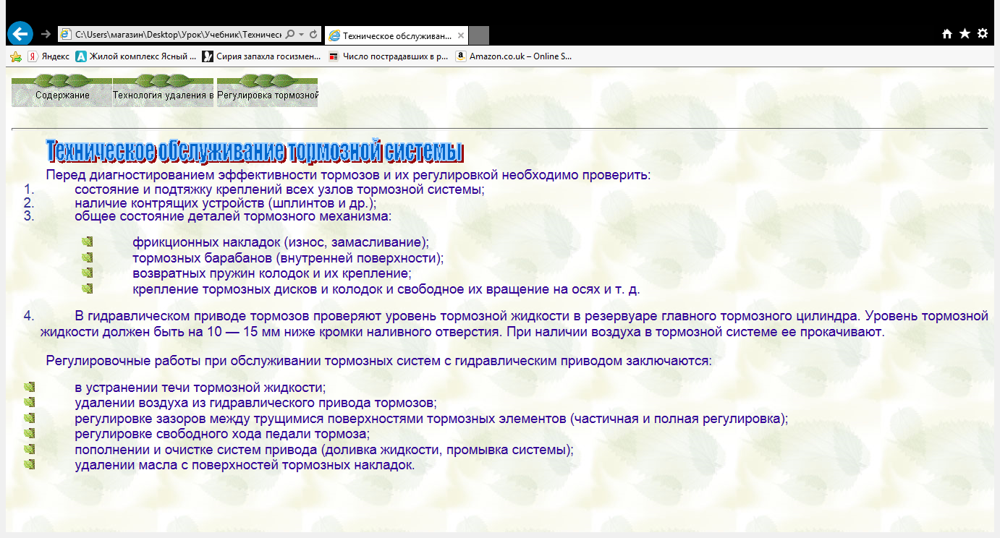 C:\Users\магазин\Desktop\Урок\Учебник\Техничес
Техническое обслуживан...
Яндекс
Жилой комплекс Ясный ...
Сирия запахла госизмен...
Число пострадавших в р...
Amazon.co.uk – Online S...
Содержание
Технология удаления в
Регулировка тормозной
Техническое обслуживание тормозной системы
Перед диагностированием эффективности тормозов и их регулировкой необходимо проверить:
1. состояние и подтяжку креплений всех узлов тормозной системы;
2. наличие контрящих устройств (шплинтов и др.);
3. общее состояние деталей тормозного механизма:
фрикционных накладок (износ, замасливание);
тормозных барабанов (внутренней поверхности);
возвратных пружин колодок и их крепление;
крепление тормозных дисков и колодок и свободное их вращение на осях и т. д.
4. В гидравлическом приводе тормозов проверяют уровень тормозной жидкости в резервуаре главного тормозного цилиндра. Уровень тормозной
жидкости должен быть на 10 — 15 мм ниже кромки наливного отверстия. При наличии воздуха в тормозной системе ее прокачивают.
Регулировочные работы при обслуживании тормозных систем с гидравлическим приводом заключаются:
в устранении течи тормозной жидкости;
удалении воздуха из гидравлического привода тормозов;
регулировке зазоров между трущимися поверхностями тормозных элементов (частичная и полная регулировка);
регулировке свободного хода педали тормоза;
пополнении и очистке систем привода (доливка жидкости, промывка системы);
удалении масла с поверхностей тормозных накладок.